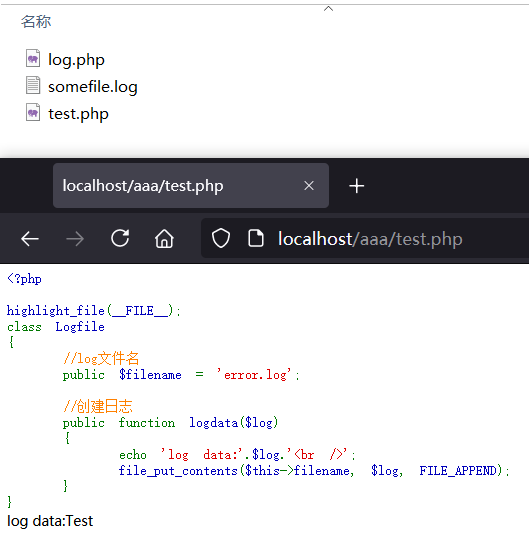 名称
log.php
somefile.log
test.php
localhost/aaa/test.php
localhost/aaa/test.php
<?php
highlight_file(__FILE__);
class Logfile
{
//log文件名
public $filename = 'error.log';
//创建日志
public function logdata($log)
{
echo 'log data:'.$log.'<br />';
file_put_contents($this->filename, $log, FILE_APPEND);
}
}
log data:Test